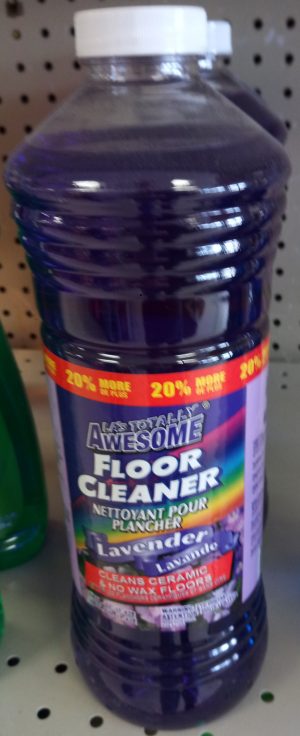 20% MORE
DE PLUS
20% MORE
DE PLUS
20%
LA'S TOTALLY
AWESOME®
FLOOR
CLEANER
NETTOYANT POUR
PLANCHER
Lavender
Lavande
CLEANS CERAMIC
& NO WAX FLOORS
WARNING